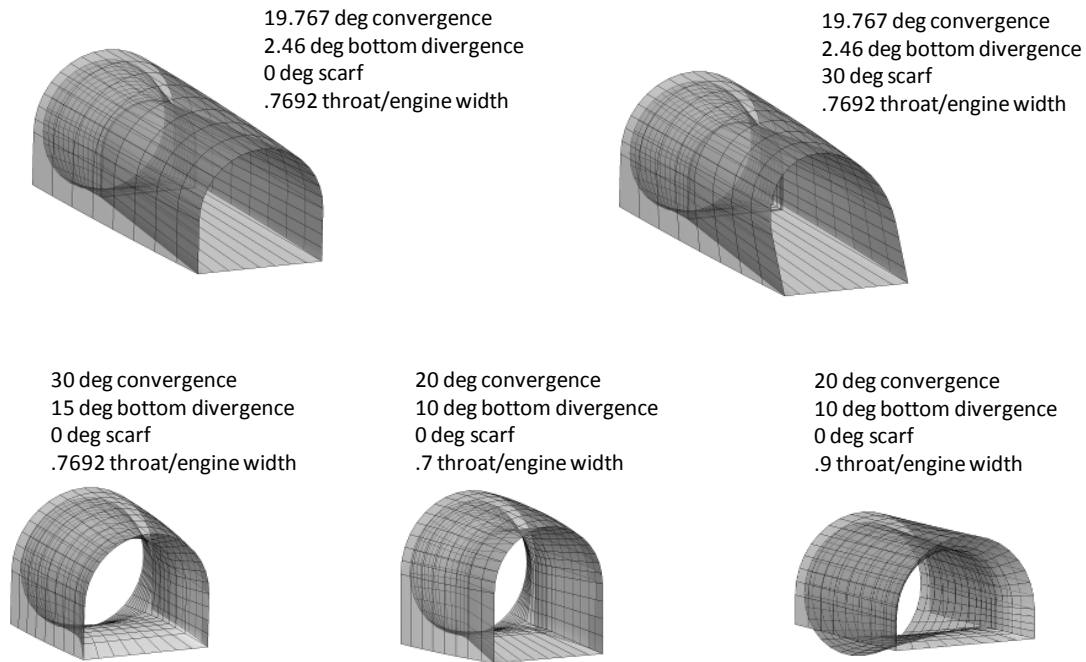 19.767 deg convergence
2.46 deg bottom divergence
0 deg scarf
.7692 throat/engine width
19.767 deg convergence
2.46 deg bottom divergence
30 deg scarf
.7692 throat/engine width
30 deg convergence
15 deg bottom divergence
0 deg scarf
.7692 throat/engine width
20 deg convergence
10 deg bottom divergence
0 deg scarf
.7 throat/engine width
20 deg convergence
10 deg bottom divergence
0 deg scarf
.9 throat/engine width